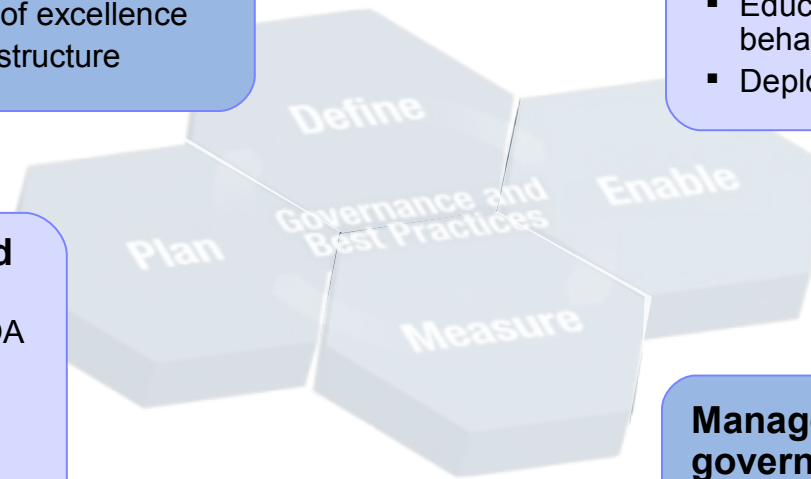 of excellence
structure
Educ
beha
Deplo
Define
Enable
Governance and
Best Practices
Plan
Measure
d
DA
Manag
govern